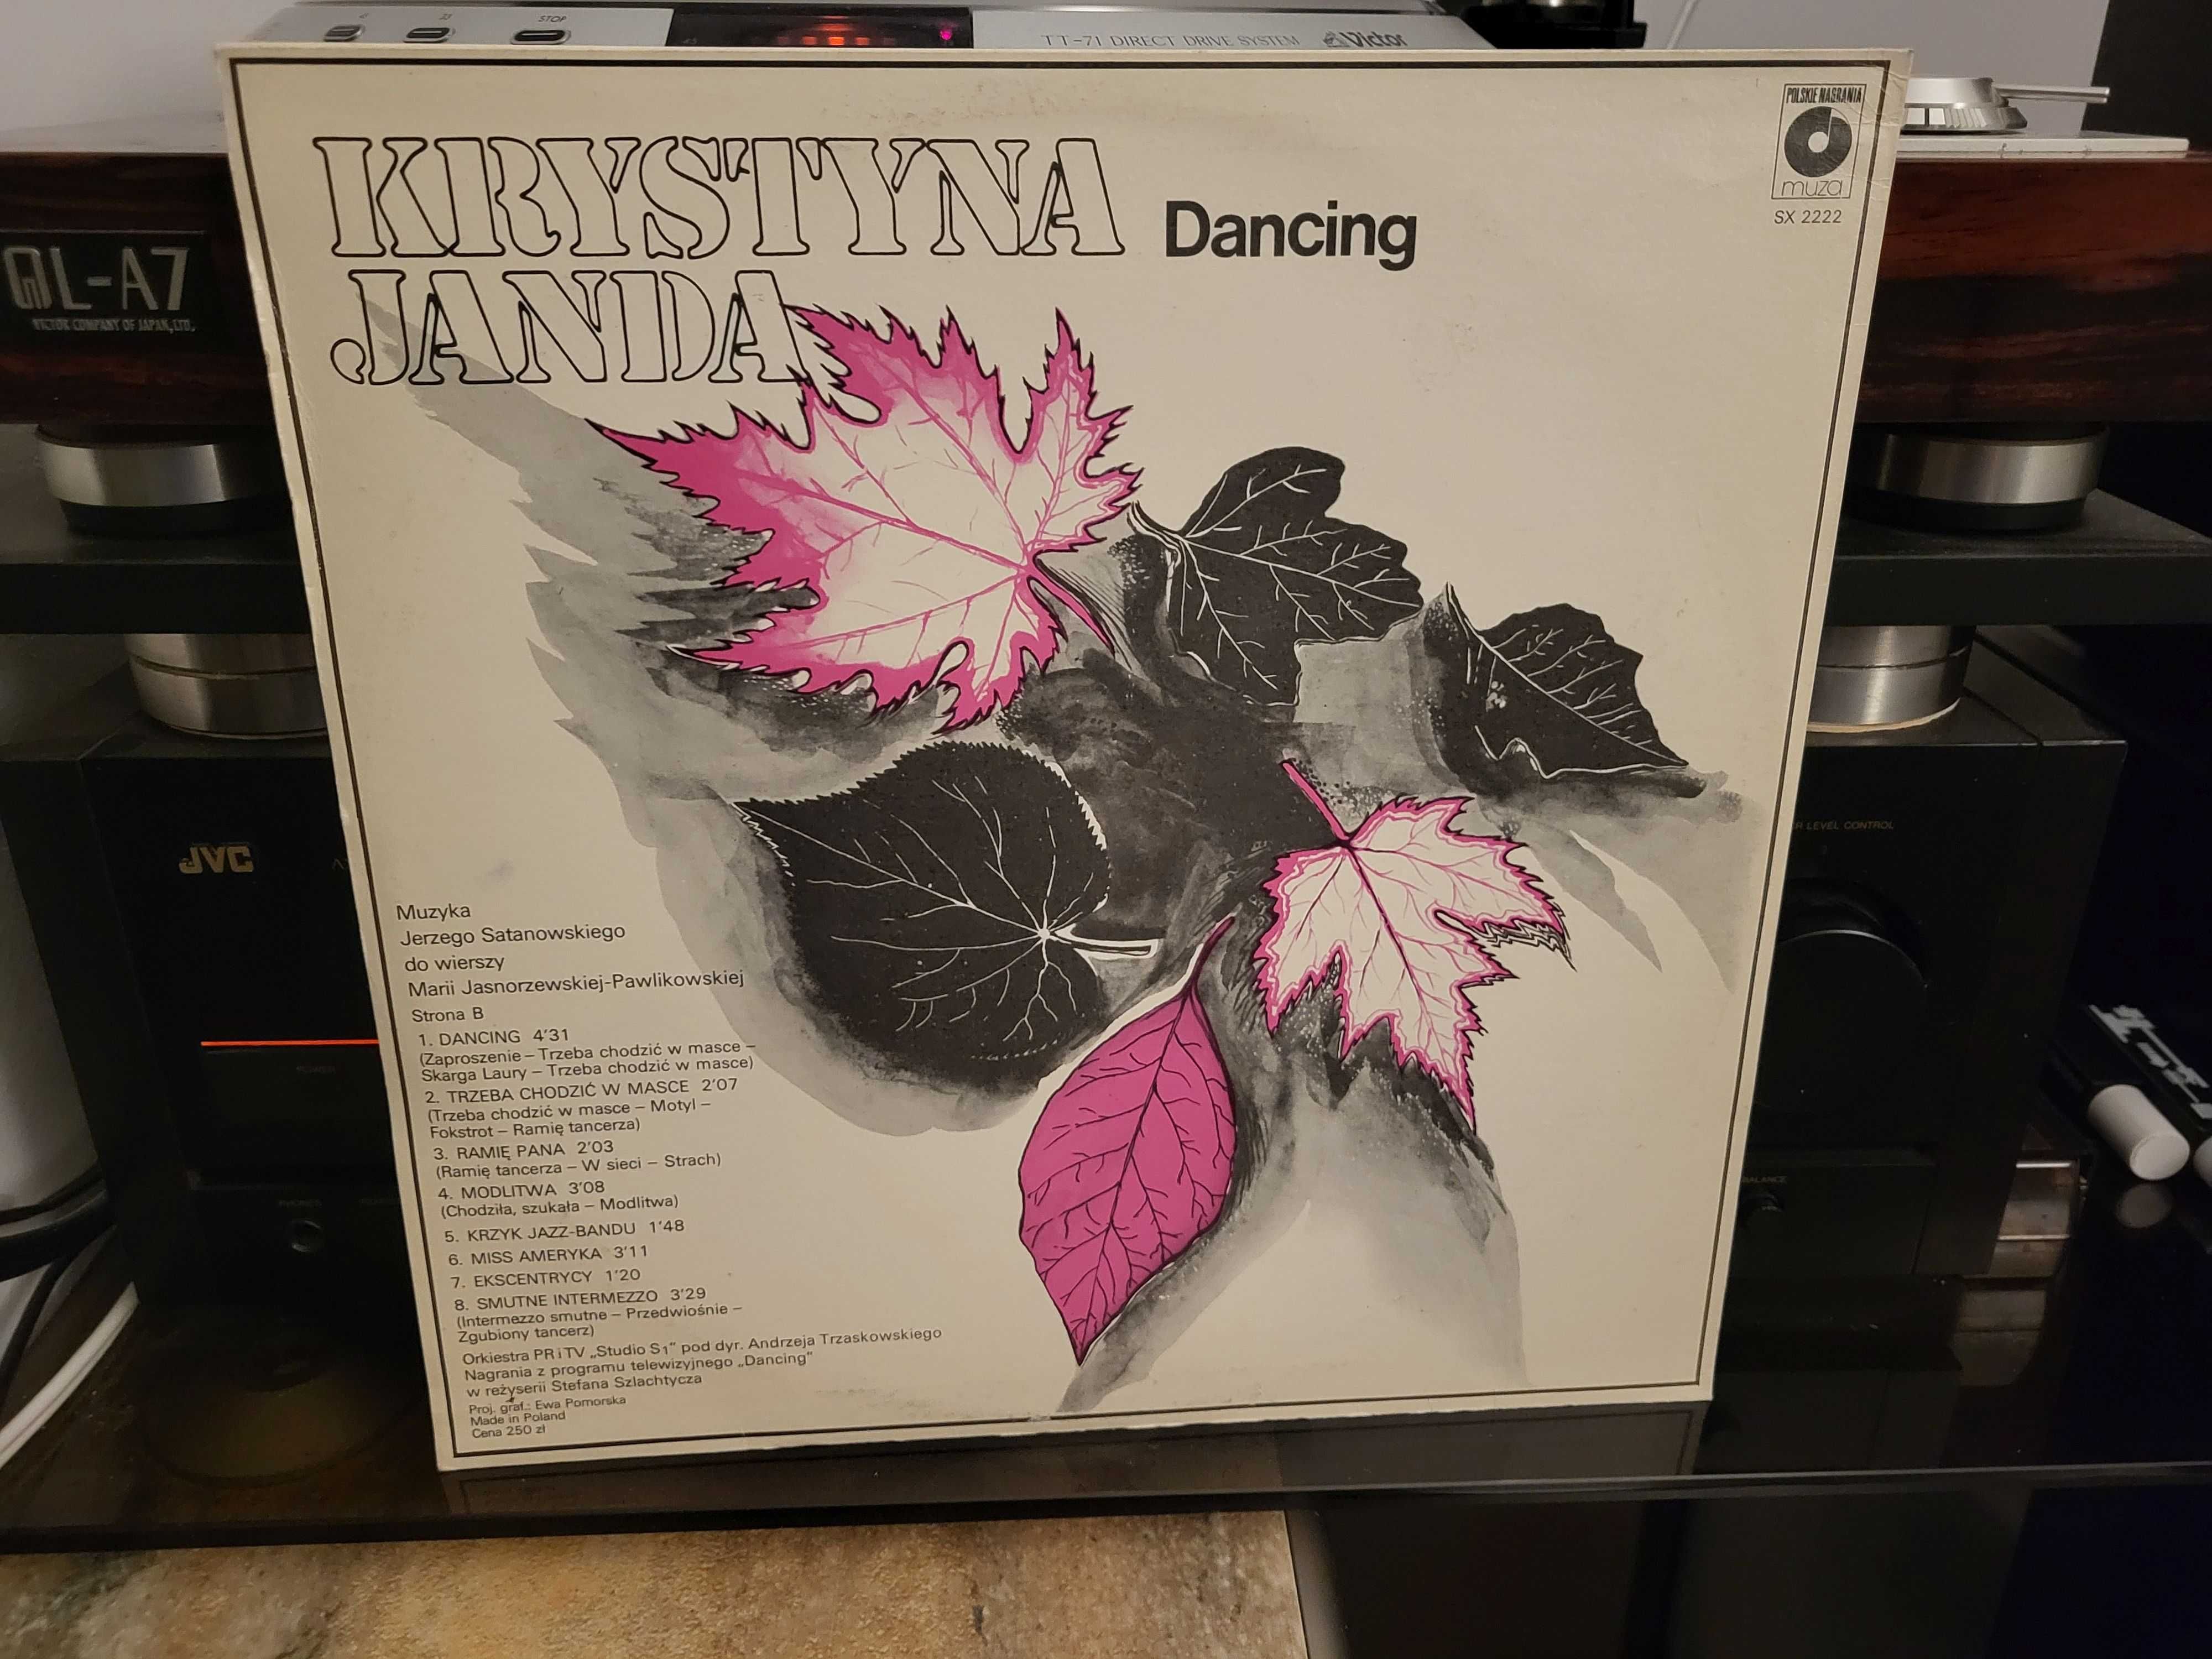 STOP
33
TT-71 DIRECT DRIVE SYSTEM Victor
QL-A7
VICTOR COMPANY OF JAPAN, LTD.
POLSKIE NAGRANIA
muza
SX 2222
KRYSTYNA
JANDA
Dancing
JVC
LEVEL CONTROL
BALANCE
POWER
PHONES
Muzyka
Jerzego Satanowskiego
do wierszy
Marii Jasnorzewskiej-Pawlikowskiej
Strona B
1. DANCING 4'31
(Zaproszenie – Trzeba chodzić w masce –
Skarga Laury – Trzeba chodzić w masce)
2. TRZEBA CHODZIĆ W MASCE 2'07
(Trzeba chodzić w masce – Motyl –
Fokstrot – Ramię tancerza)
3. RAMIĘ PANA 2'03
(Ramię tancerza – W sieci – Strach)
4. MODLITWA 3'08
(Chodziła, szukała – Modlitwa)
5. KRZYK JAZZ-BANDU 1'48
6. MISS AMERYKA 3'11
7. EKSCENTRYCY 1'20
8. SMUTNE INTERMEZZO 3'29
(Intermezzo smutne – Przedwiośnie –
Zgubiony tancerz)
Orkiestra PR i TV „Studio S1" pod dyr. Andrzeja Trzaskowskiego
Nagrania z programu telewizyjnego „Dancing"
w reżyserii Stefana Szlachtycza
Proj. graf.: Ewa Pomorska
Made in Poland
Cena 250 zł